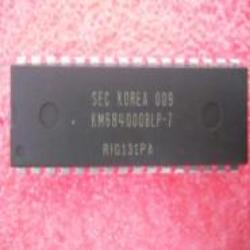 SEC KOREA 009
KM684000BLP-7
RIG131PA